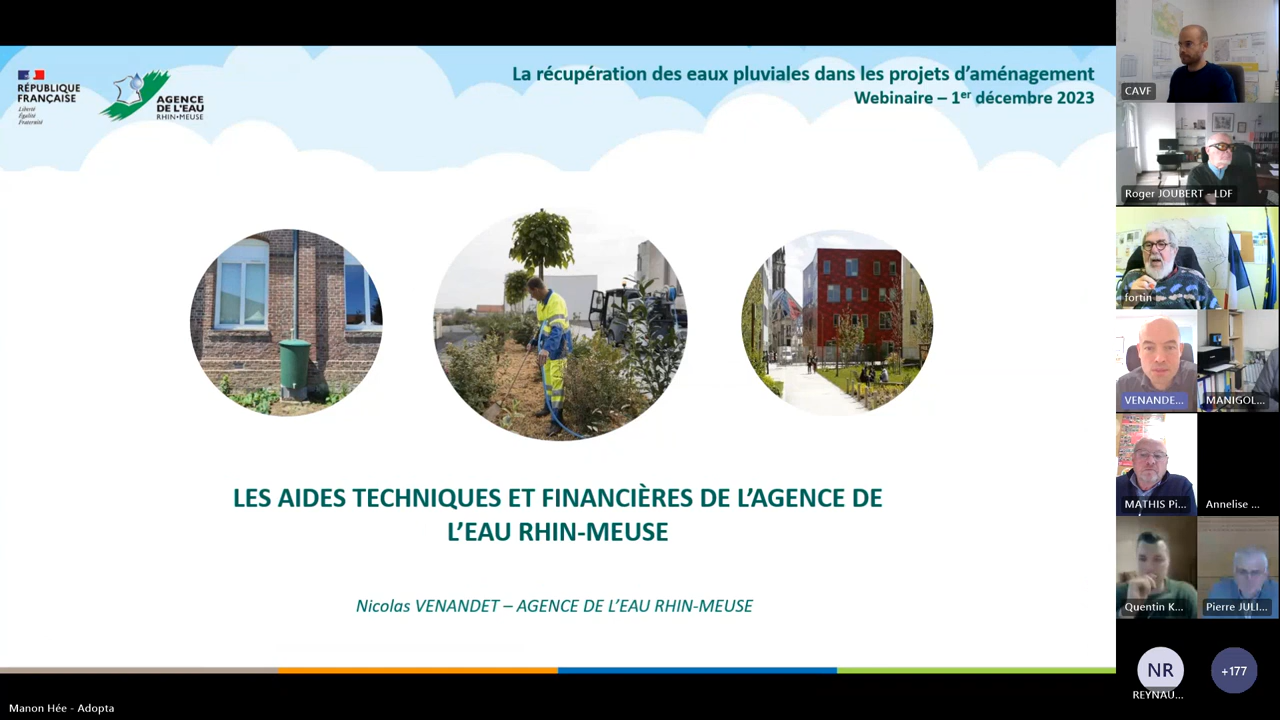 RÉPUBLIQUE
FRANÇAISE
Liberté
Égalité
Fraternité
AGENCE
DE L'EAU
RHIN•MEUSE
La récupération des eaux pluviales dans les projets d'aménagement
Webinaire – 1er décembre 2023
LES AIDES TECHNIQUES ET FINANCIÈRES DE L'AGENCE DE
L'EAU RHIN-MEUSE
Nicolas VENANDET – AGENCE DE L'EAU RHIN-MEUSE
Manon Hée - Adopta
CAVF
Roger JOUBERT - LDF
fortin
VENANDE...
MANIGOL...
MATHIS Pi...
Annelise ...
Quentin K...
Pierre JULI...
NR
REYNAU...
+177